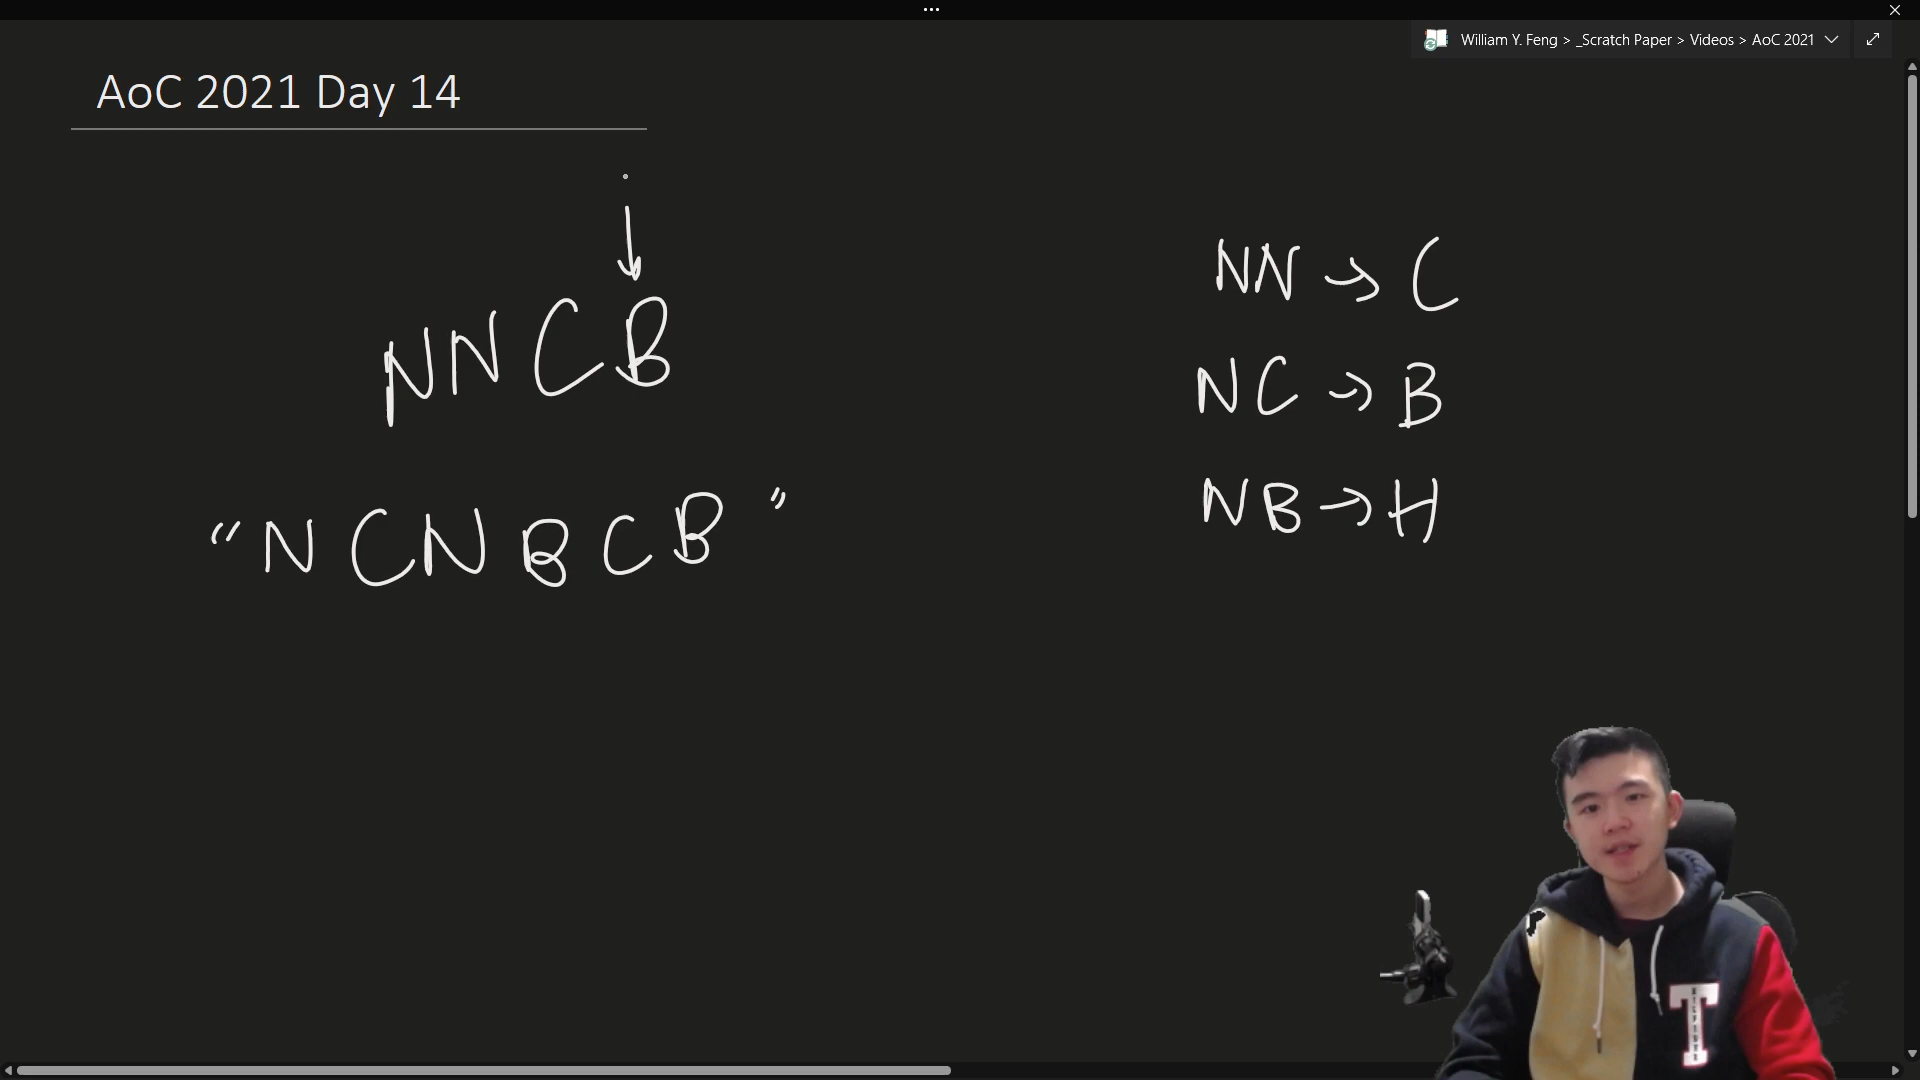 William Y. Feng > _Scratch Paper > Videos > AoC 2021
AoC 2021 Day 14
NNCB
"NCNBCB"
NN → C
NC → B
NB → H
T